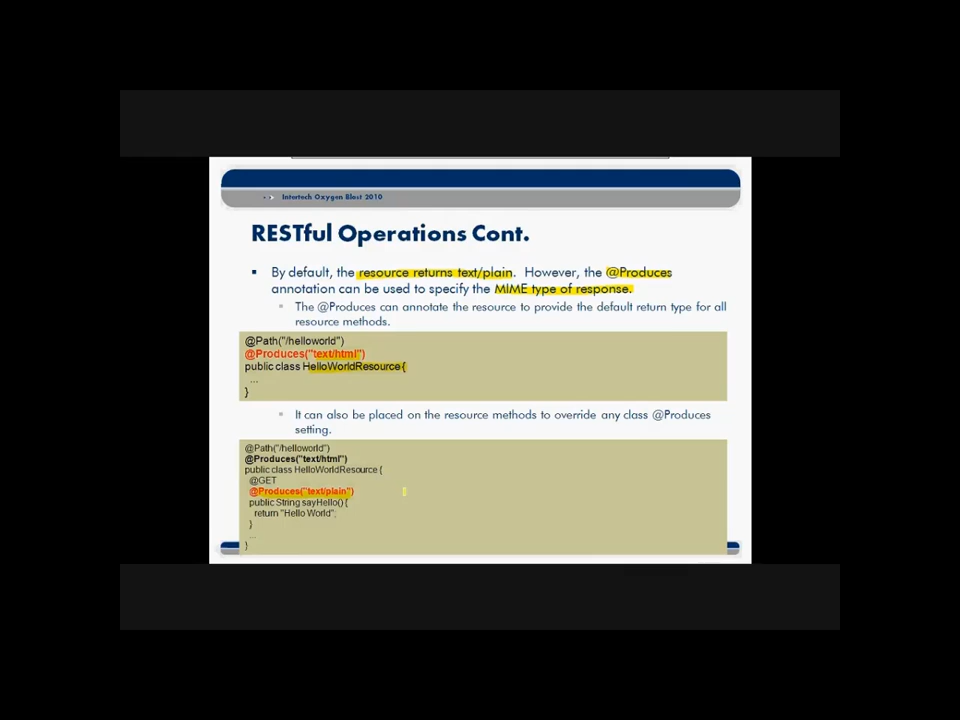 Intertech Oxygen Blast 2010
RESTful Operations Cont.
By default, the resource returns text/plain. However, the @Produces
annotation can be used to specify the MIME type of response.
The @Produces can annotate the resource to provide the default return type for all
resource methods.
@Path("/helloworld")
@Produces("text/html")
public class HelloWorldResource {
...
}
It can also be placed on the resource methods to override any class @Produces
setting.
@Path("/helloworld")
@Produces("text/html")
public class HelloWorldResource {
@GET
@Produces("text/plain")
public String sayHello() {
return "Hello World";
}
...
}